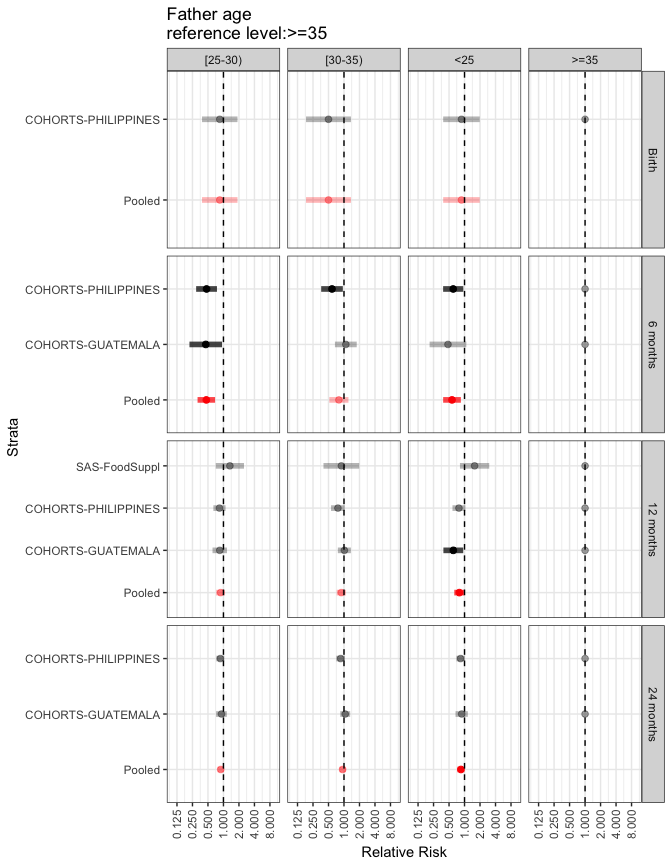 Father age
reference level:>=35
[25-30)
[30-35)
<25
>=35
COHORTS-PHILIPPINES
Pooled
Birth
COHORTS-PHILIPPINES
COHORTS-GUATEMALA
Pooled
6 months
SAS-FoodSuppl
COHORTS-PHILIPPINES
COHORTS-GUATEMALA
Pooled
12 months
COHORTS-PHILIPPINES
COHORTS-GUATEMALA
Pooled
24 months
Strata
0.125 0.250 0.500 1.000 2.000 4.000 8.000 0.125 0.250 0.500 1.000 2.000 4.000 8.000 0.125 0.250 0.500 1.000 2.000 4.000 8.000 0.125 0.250 0.500 1.000 2.000 4.000 8.000
Relative Risk